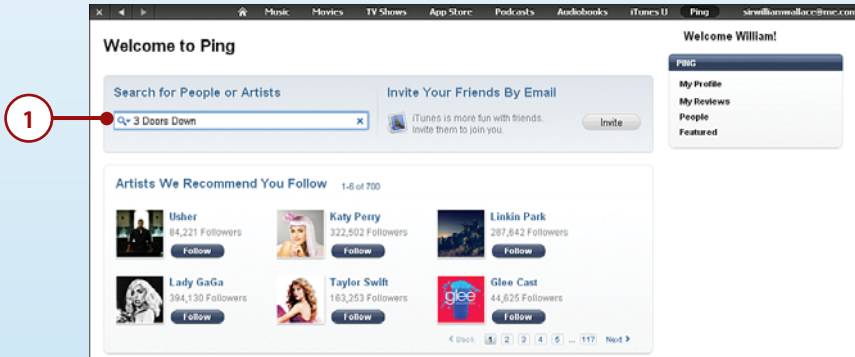 Music Movies TV Shows App Store Podcasts Audiobooks iTunes U Ping sirwilliamwallace@me.com
Welcome to Ping
Welcome William!
PING
My Profile
My Reviews
People
Featured
Search for People or Artists
1
3 Doors Down
Invite Your Friends By Email
iTunes is more fun with friends.
Invite them to join you.
Invite
Artists We Recommend You Follow 1-6 of 700
Usher
84,221 Followers
Follow
Katy Perry
322,502 Followers
Follow
Linkin Park
287,642 Followers
Follow
Lady GaGa
394,130 Followers
Follow
Taylor Swift
163,253 Followers
Follow
glee
Glee Cast
44,625 Followers
Follow
Back 1 2 3 4 5 ... 117 Next